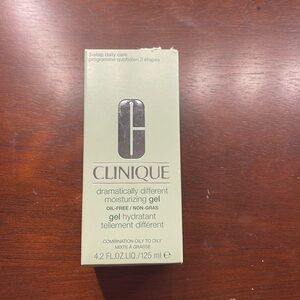 3-step daily care
programme quotidien 3 étapes
C
CLINIQUE
dramatically different
moisturizing gel
OIL-FREE / NON-GRAS
gel hydratant
tellement différent
COMBINATION OILY TO OILY
MIXTE À GRASSE
4.2 FL.OZ.LIQ./125 ml ℮